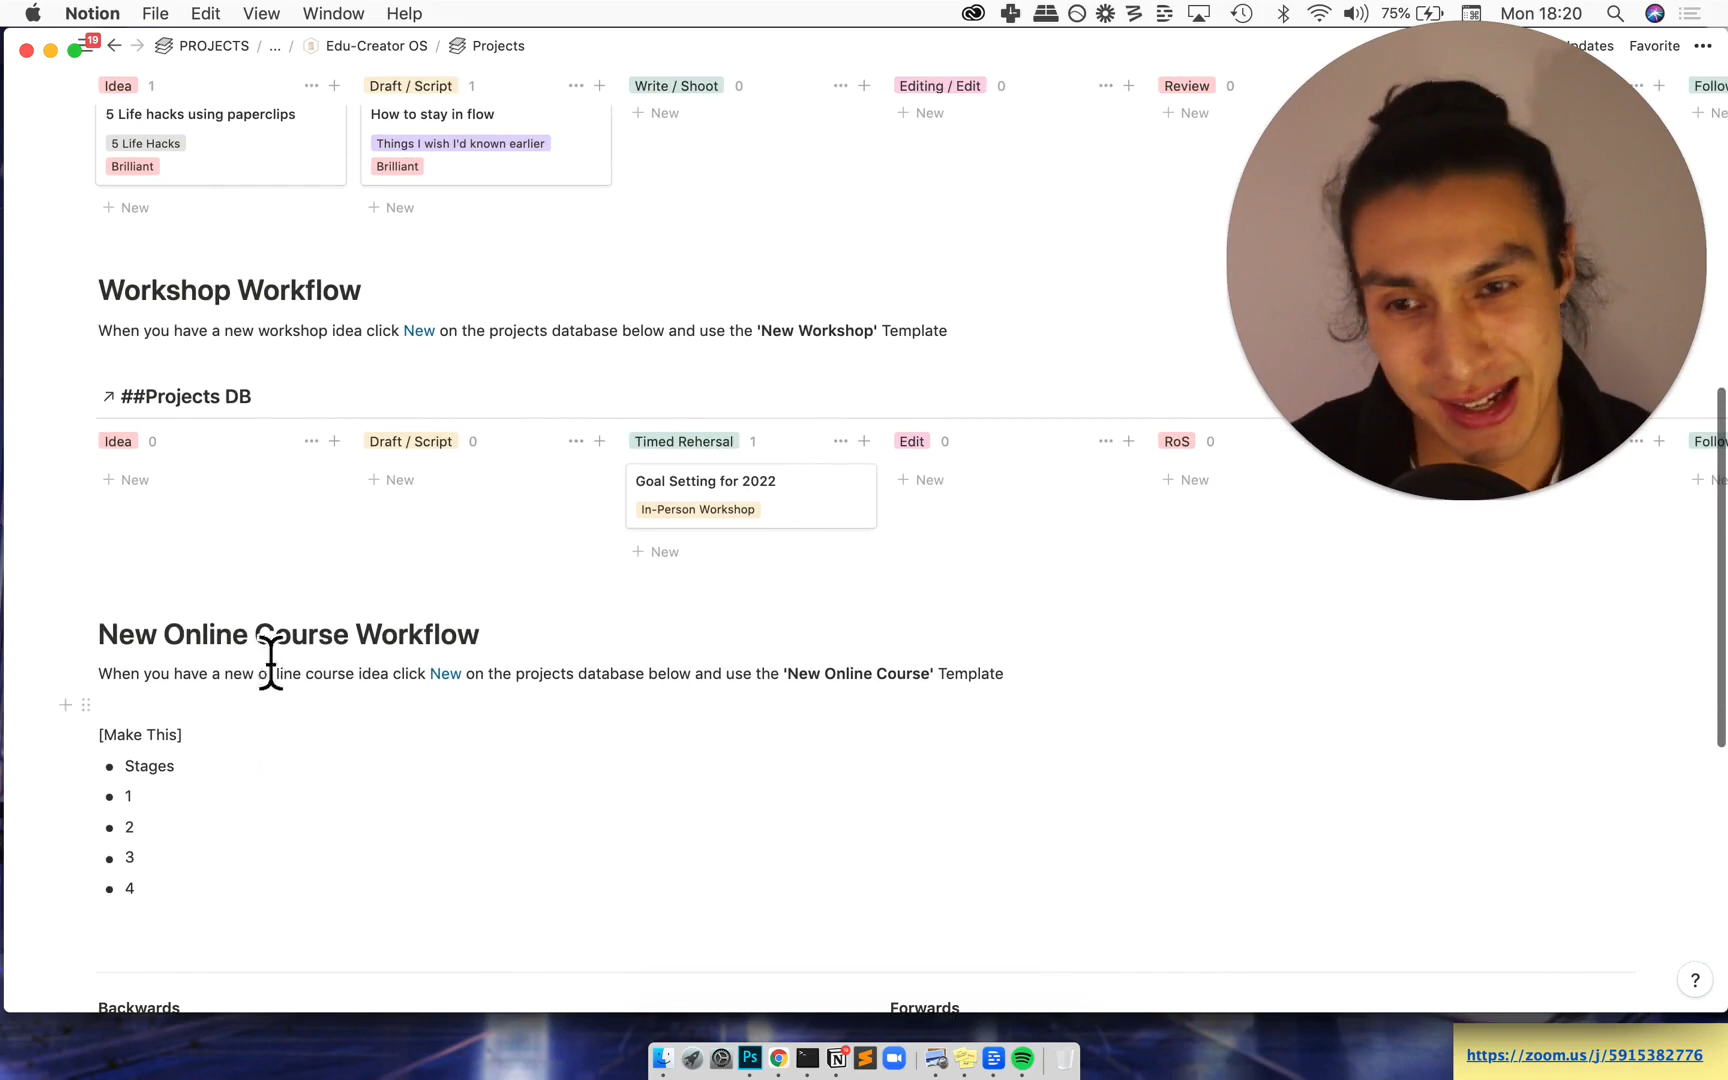 Notion File Edit View Window Help 75% Mon 18:20
19 PROJECTS / ... / Edu-Creator OS / Projects pdates Favorite
Idea 1 Draft / Script 1 Write / Shoot 0 Editing / Edit 0 Review 0 Follo
5 Life hacks using paperclips How to stay in flow New New New Ne
5 Life Hacks Things I wish I'd known earlier
Brilliant Brilliant
New New
Workshop Workflow
When you have a new workshop idea click New on the projects database below and use the 'New Workshop' Template
##Projects DB
Idea 0 Draft / Script 0 Timed Rehersal 1 Edit 0 RoS 0 Follo
New New Goal Setting for 2022 New New Ne
In-Person Workshop
New
New Online Course Workflow
When you have a new online course idea click New on the projects database below and use the 'New Online Course' Template
[Make This]
• Stages
• 1
• 2
• 3
• 4
?
Backwards Forwards
Ps
https://zoom.us/j/5915382776